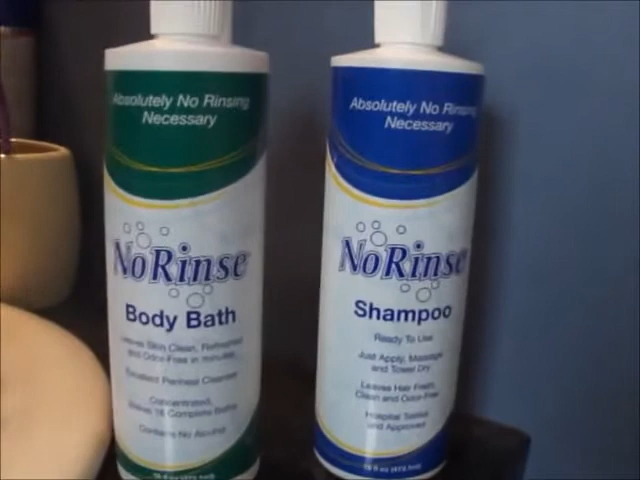 Absolutely No Rinsing
Necessary
NoRinse
Body Bath
Leaves Skin Clean, Refreshed
and Odor-Free in minutes
Excellent Perineal Cleanser
Concentrated,
Makes 16 Complete Baths
Contains No Alcohol
Absolutely No Rinsing
Necessary
NoRinse
Shampoo
Ready To Use
Just Apply, Massage
and Towel Dry
Leaves Hair Fresh,
Clean and Odor-Free
Hospital Tested
and Approved